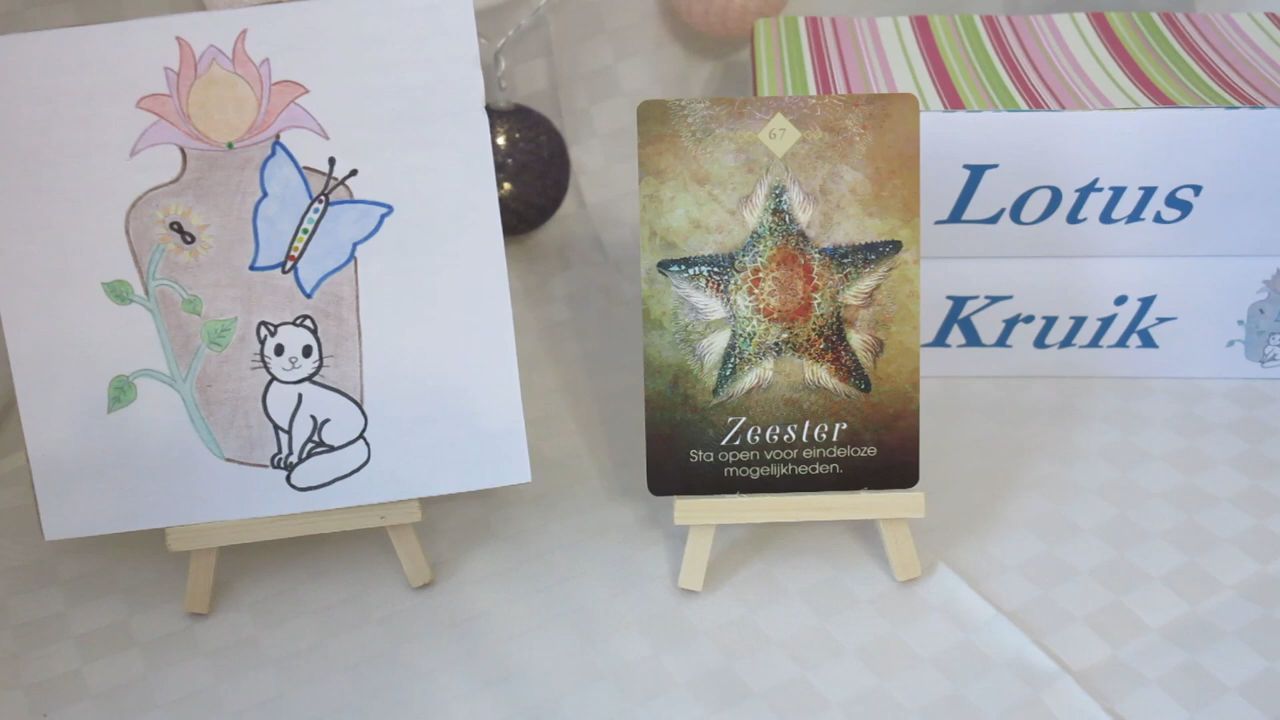 67
Zeester
Sta open voor eindeloze
mogelijkheden.
Lotus
Kruik